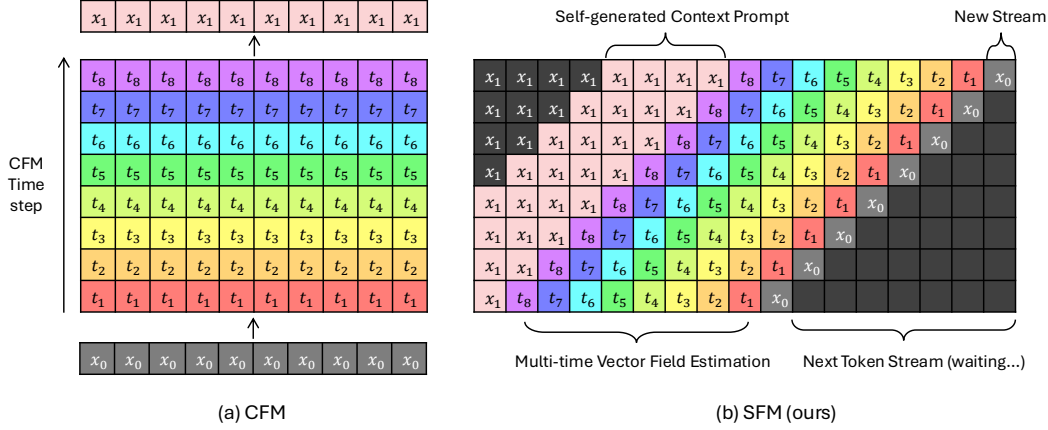 x₁ x₁ x₁ x₁ x₁ x₁ x₁ x₁ x₁
t₈ t₈ t₈ t₈ t₈ t₈ t₈ t₈ t₈
t₇ t₇ t₇ t₇ t₇ t₇ t₇ t₇ t₇
t₆ t₆ t₆ t₆ t₆ t₆ t₆ t₆ t₆
t₅ t₅ t₅ t₅ t₅ t₅ t₅ t₅ t₅
t₄ t₄ t₄ t₄ t₄ t₄ t₄ t₄ t₄
t₃ t₃ t₃ t₃ t₃ t₃ t₃ t₃ t₃
t₂ t₂ t₂ t₂ t₂ t₂ t₂ t₂ t₂
t₁ t₁ t₁ t₁ t₁ t₁ t₁ t₁ t₁
CFM
Time
step
x₀ x₀ x₀ x₀ x₀ x₀ x₀ x₀ x₀
(a) CFM
Self-generated Context Prompt
New Stream
x₁ x₁ x₁ x₁ x₁ x₁ x₁ x₁ t₈ t₇ t₆ t₅ t₄ t₃ t₂ t₁ x₀
x₁ x₁ x₁ x₁ x₁ x₁ x₁ t₈ t₇ t₆ t₅ t₄ t₃ t₂ t₁ x₀
x₁ x₁ x₁ x₁ x₁ x₁ t₈ t₇ t₆ t₅ t₄ t₃ t₂ t₁ x₀
x₁ x₁ x₁ x₁ x₁ t₈ t₇ t₆ t₅ t₄ t₃ t₂ t₁ x₀
x₁ x₁ x₁ x₁ t₈ t₇ t₆ t₅ t₄ t₃ t₂ t₁ x₀
x₁ x₁ x₁ t₈ t₇ t₆ t₅ t₄ t₃ t₂ t₁ x₀
x₁ x₁ t₈ t₇ t₆ t₅ t₄ t₃ t₂ t₁ x₀
x₁ t₈ t₇ t₆ t₅ t₄ t₃ t₂ t₁ x₀
Multi-time Vector Field Estimation
Next Token Stream (waiting...)
(b) SFM (ours)